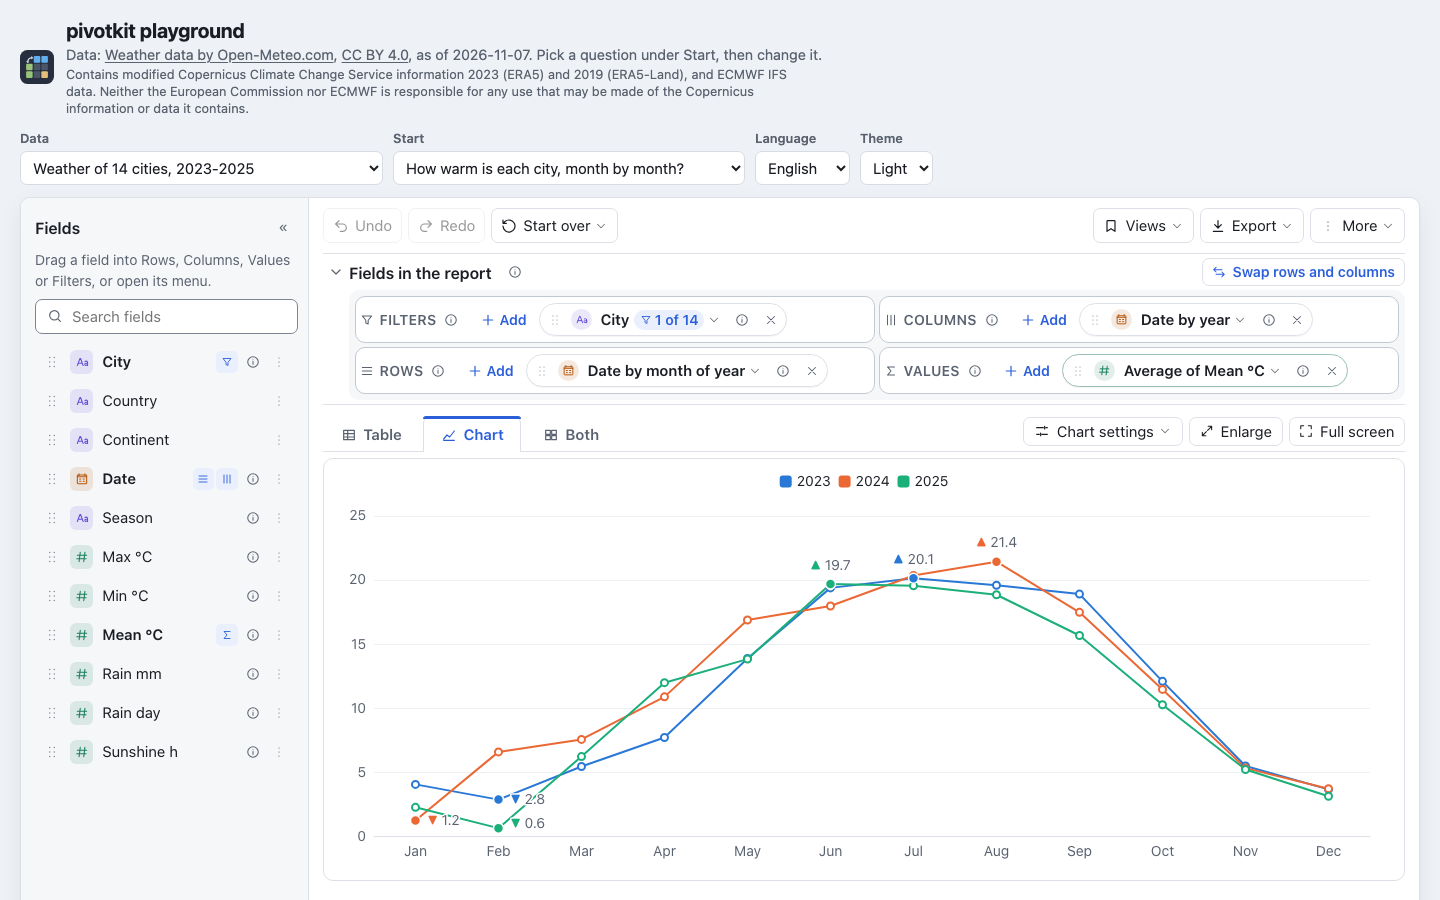 pivotkit playground
Data: Weather data by Open-Meteo.com, CC BY 4.0, as of 2026-11-07. Pick a question under Start, then change it.
Contains modified Copernicus Climate Change Service information 2023 (ERA5) and 2019 (ERA5-Land), and ECMWF IFS
data. Neither the European Commission nor ECMWF is responsible for any use that may be made of the Copernicus
information or data it contains.
Data Start Language Theme
Weather of 14 cities, 2023-2025 How warm is each city, month by month? English Light
Fields «
Drag a field into Rows, Columns, Values
or Filters, or open its menu.
Search fields
Aa City
Aa Country
Aa Continent
Date
Aa Season
# Max °C
# Min °C
# Mean °C Σ
# Rain mm
# Rain day
# Sunshine h
Undo Redo Start over Views Export More
Fields in the report Swap rows and columns
FILTERS + Add Aa City 1 of 14 COLUMNS + Add Date by year
ROWS + Add Date by month of year Σ VALUES + Add # Average of Mean °C
Table Chart Both Chart settings Enlarge Full screen
2023 2024 2025
25
20
15
10
5
0
▲ 19.7
▲ 20.1
▲ 21.4
▼ 1.2
▼ 2.8
▼ 0.6
Jan Feb Mar Apr May Jun Jul Aug Sep Oct Nov Dec